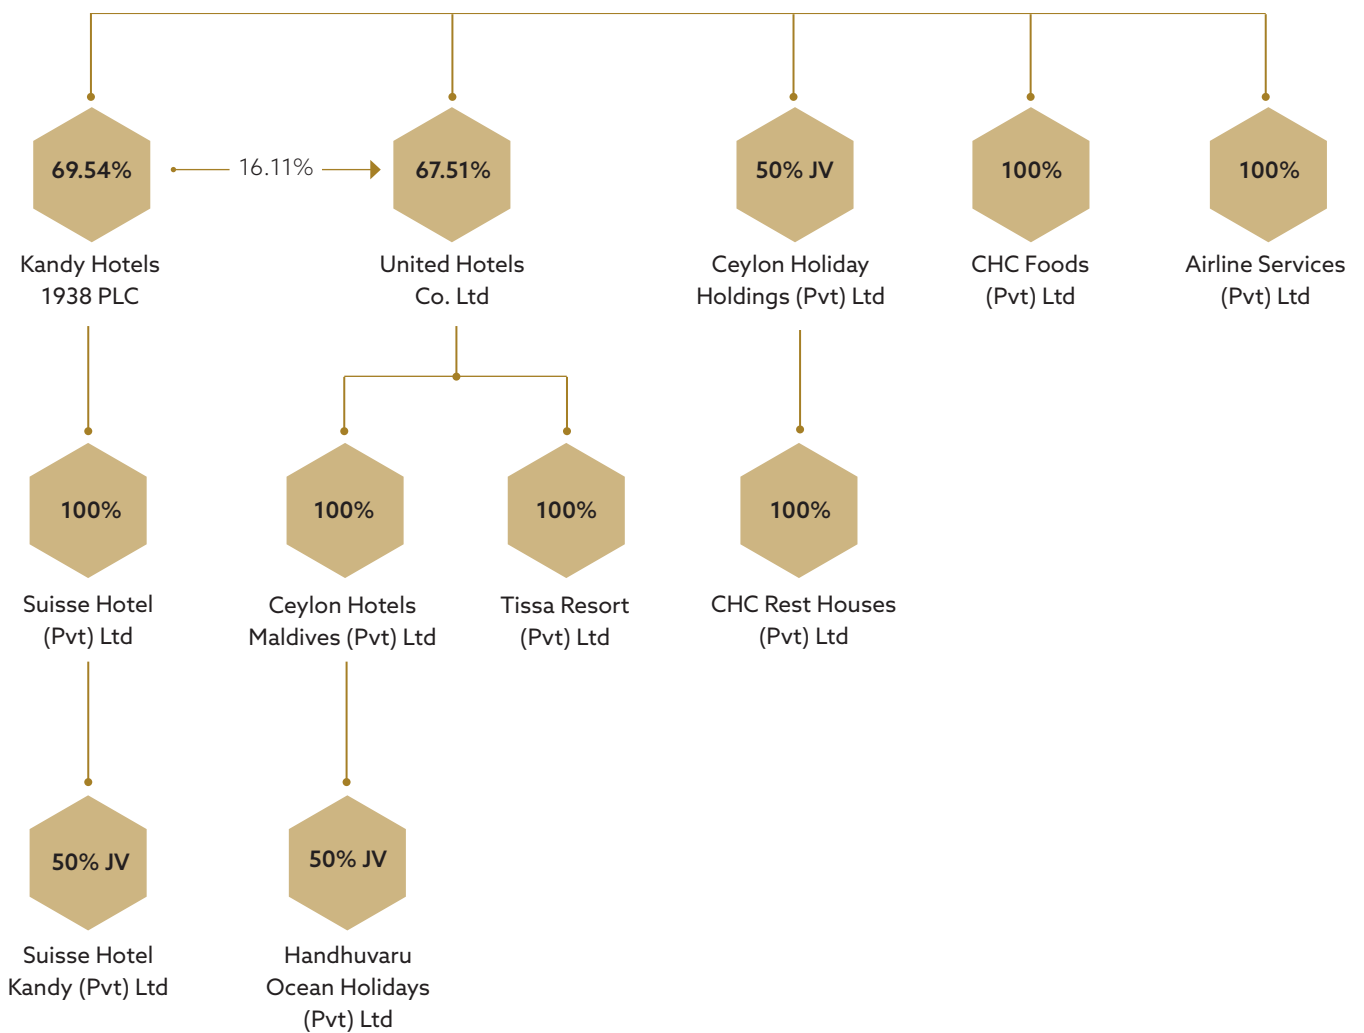 69.54%
16.11%
67.51%
50% JV
100%
100%
Kandy Hotels
1938 PLC
United Hotels
Co. Ltd
Ceylon Holiday
Holdings (Pvt) Ltd
CHC Foods
(Pvt) Ltd
Airline Services
(Pvt) Ltd
100%
100%
100%
100%
Suisse Hotel
(Pvt) Ltd
Ceylon Hotels
Maldives (Pvt) Ltd
Tissa Resort
(Pvt) Ltd
CHC Rest Houses
(Pvt) Ltd
50% JV
50% JV
Suisse Hotel
Kandy (Pvt) Ltd
Handhuvaru
Ocean Holidays
(Pvt) Ltd